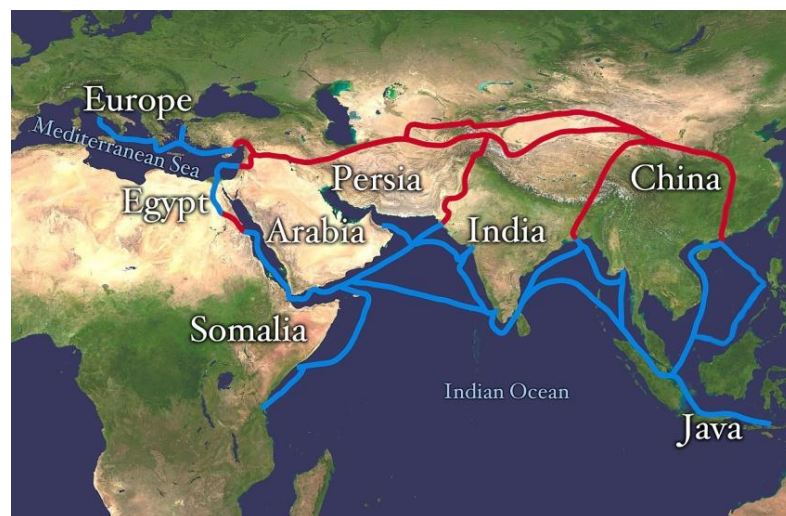 Europe
Mediterranean Sea
Egypt
Persia
China
Arabia
India
Somalia
Indian Ocean
Java